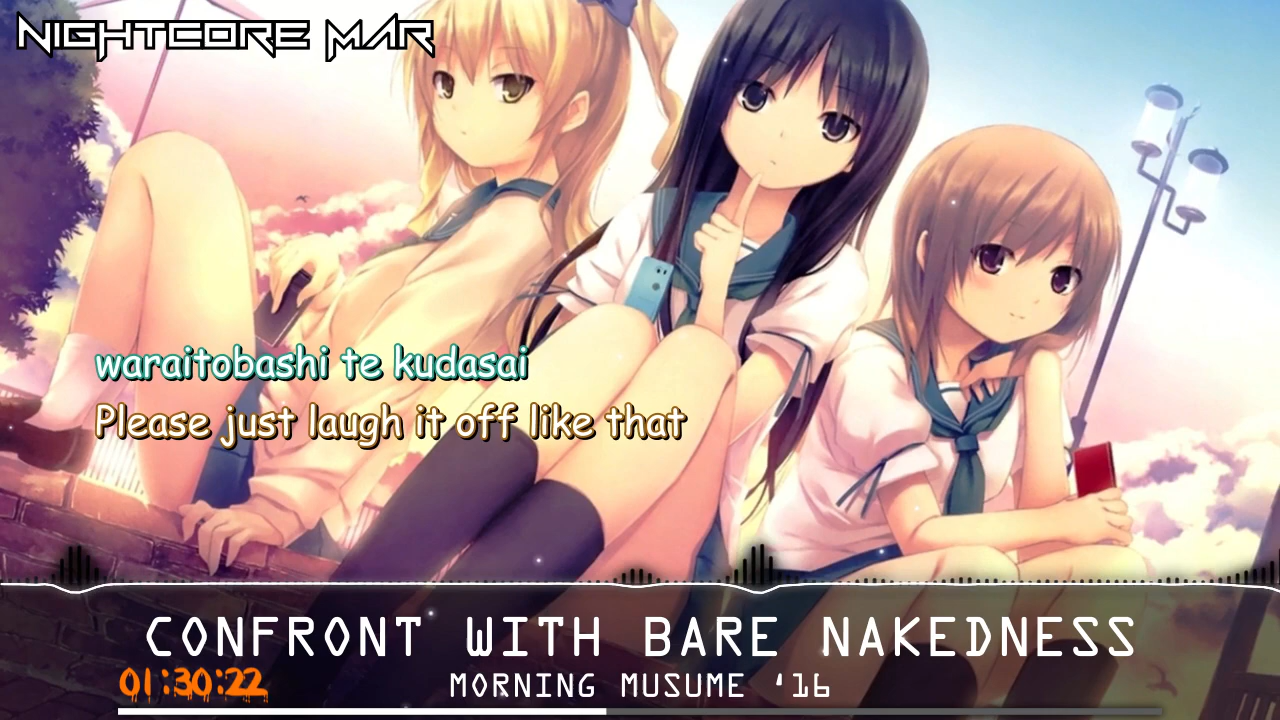 NIGHTCORE MAR
waraitobashi te kudasai
Please just laugh it off like that
CONFRONT WITH BARE NAKEDNESS
01:30:22
MORNING MUSUME '16